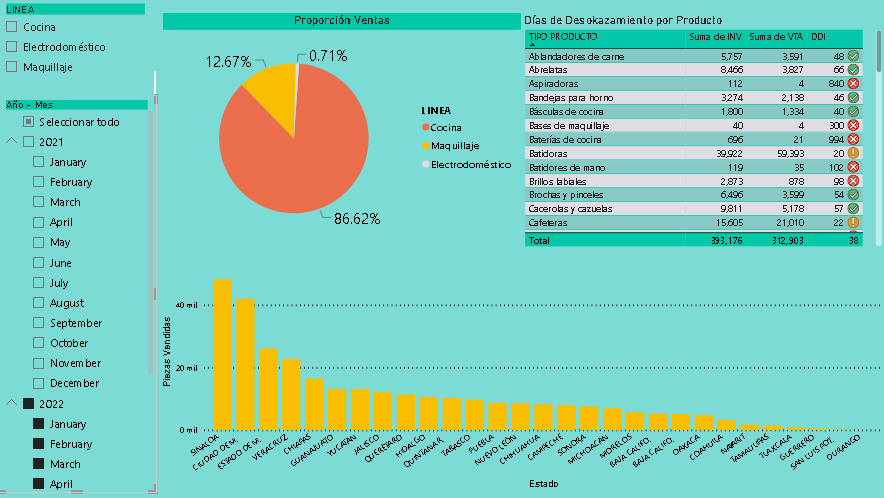 LINEA
Cocina
Electrodoméstico
Maquillaje
Año - Mes
Seleccionar todo
2021
January
February
March
April
May
June
July
August
September
October
November
December
2022
January
February
March
April
Proporción Ventas
12.67%
0.71%
86.62%
LINEA
Cocina
Maquillaje
Electrodoméstico
Días de Desokazamiento por Producto
TIPO PRODUCTO Suma de INV Suma de VTA DDI
Ablandadores de carne 5,757 3,591 48
Abrelatas 8,466 3,827 66
Aspiradoras 112 4 840
Bandejas para horno 3,274 2,138 46
Básculas de cocina 1,800 1,334 40
Bases de maquillaje 40 4 300
Baterías de cocina 696 21 994
Batidoras 39,922 59,393 20
Batidores de mano 119 35 102
Brillos labiales 2,873 878 98
Brochas y pinceles 6,496 3,599 54
Cacerolas y cazuelas 9,811 5,178 57
Cafeteras 15,605 21,010 22
Total 393,176 312,903 38
Piezas Vendidas
40 mil
20 mil
0 mil
SINALOA
CIUDAD DE M...
ESTADO DE M...
VERACRUZ
CHIAPAS
GUANAJUATO
YUCATÁN
JALISCO
QUERÉTARO
HIDALGO
QUINTANA R...
TABASCO
PUEBLA
NUEVO LEÓN
CHIHUAHUA
CAMPECHE
SONORA
MICHOACÁN
MORELOS
BAJA CALIFO...
BAJA CALIFO...
OAXACA
COAHUILA
NAYARIT
TAMAULIPAS
TLAXCALA
GUERRERO
SAN LUIS POT...
DURANGO
Estado